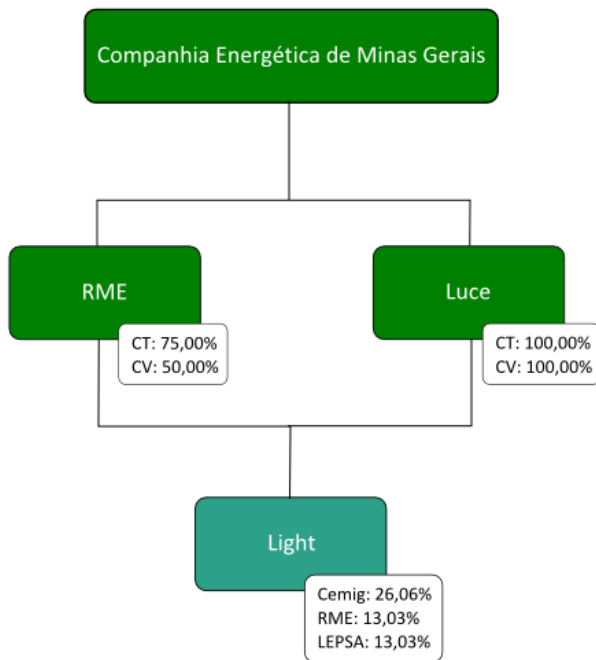 Companhia Energética de Minas Gerais
RME
CT: 75,00%
CV: 50,00%
Luce
CT: 100,00%
CV: 100,00%
Light
Cemig: 26,06%
RME: 13,03%
LEPSA: 13,03%